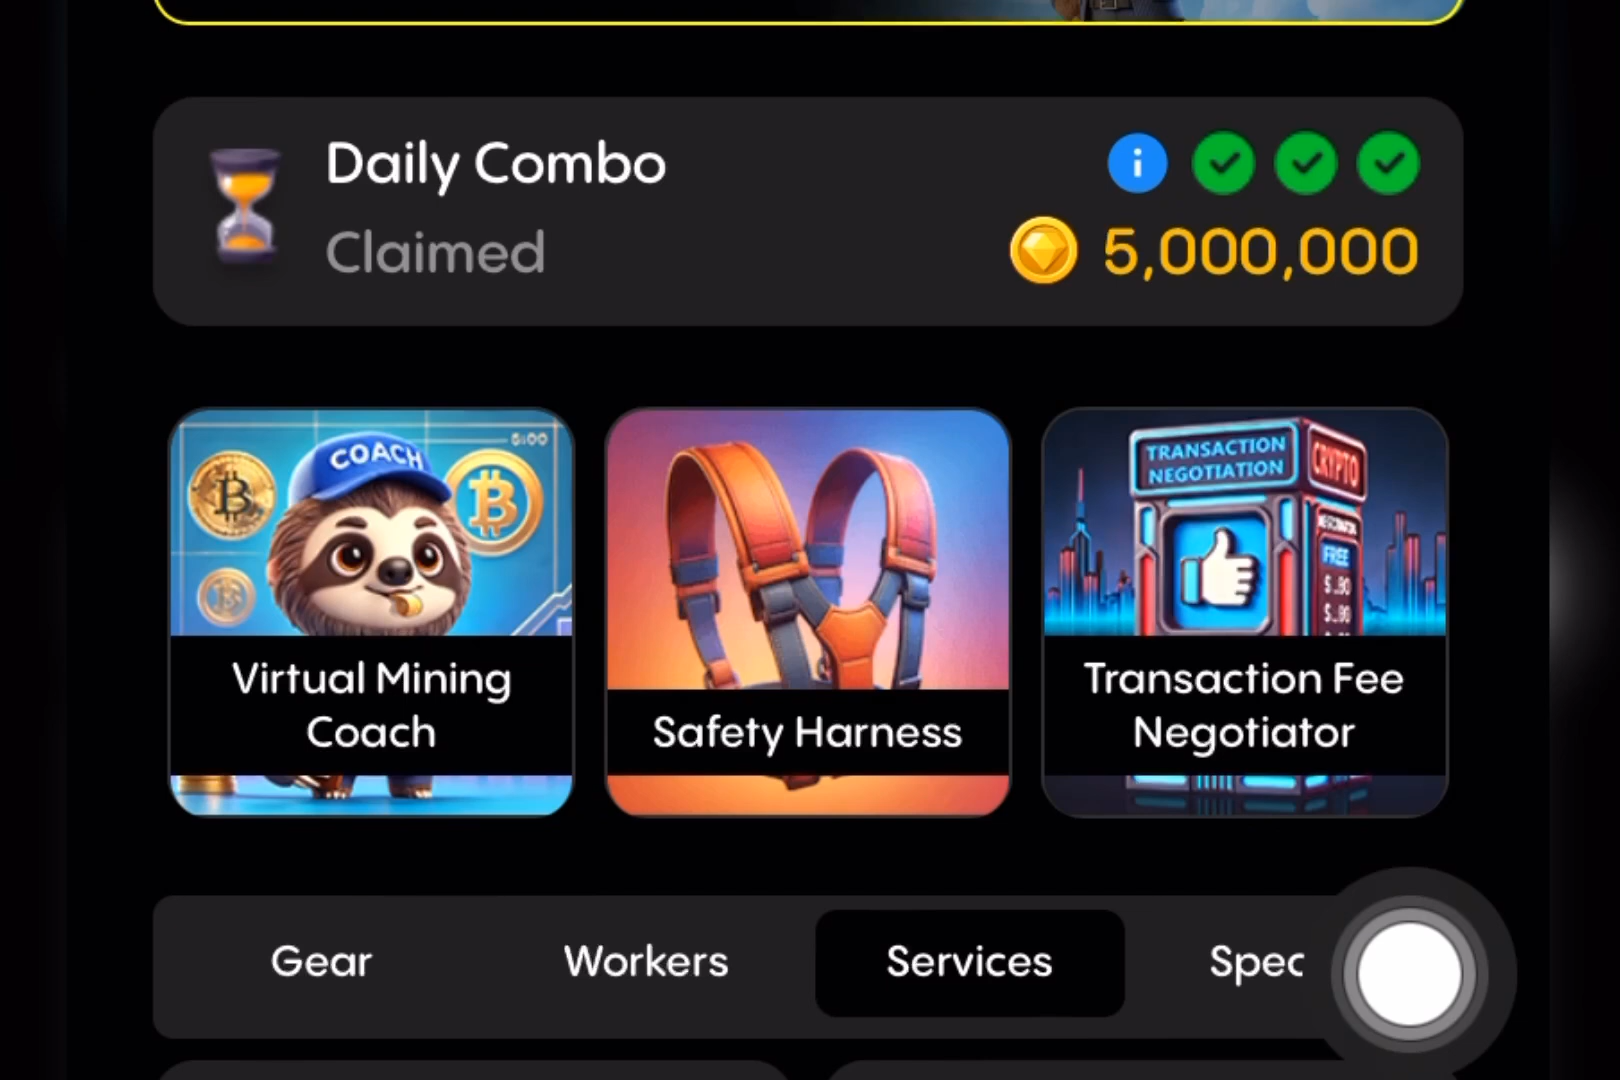 Daily Combo
Claimed
5,000,000
COACH
Virtual Mining
Coach
Safety Harness
TRANSACTION
NEGOTIATION
CRYPTO
FREE
Transaction Fee
Negotiator
Gear
Workers
Services
Spec